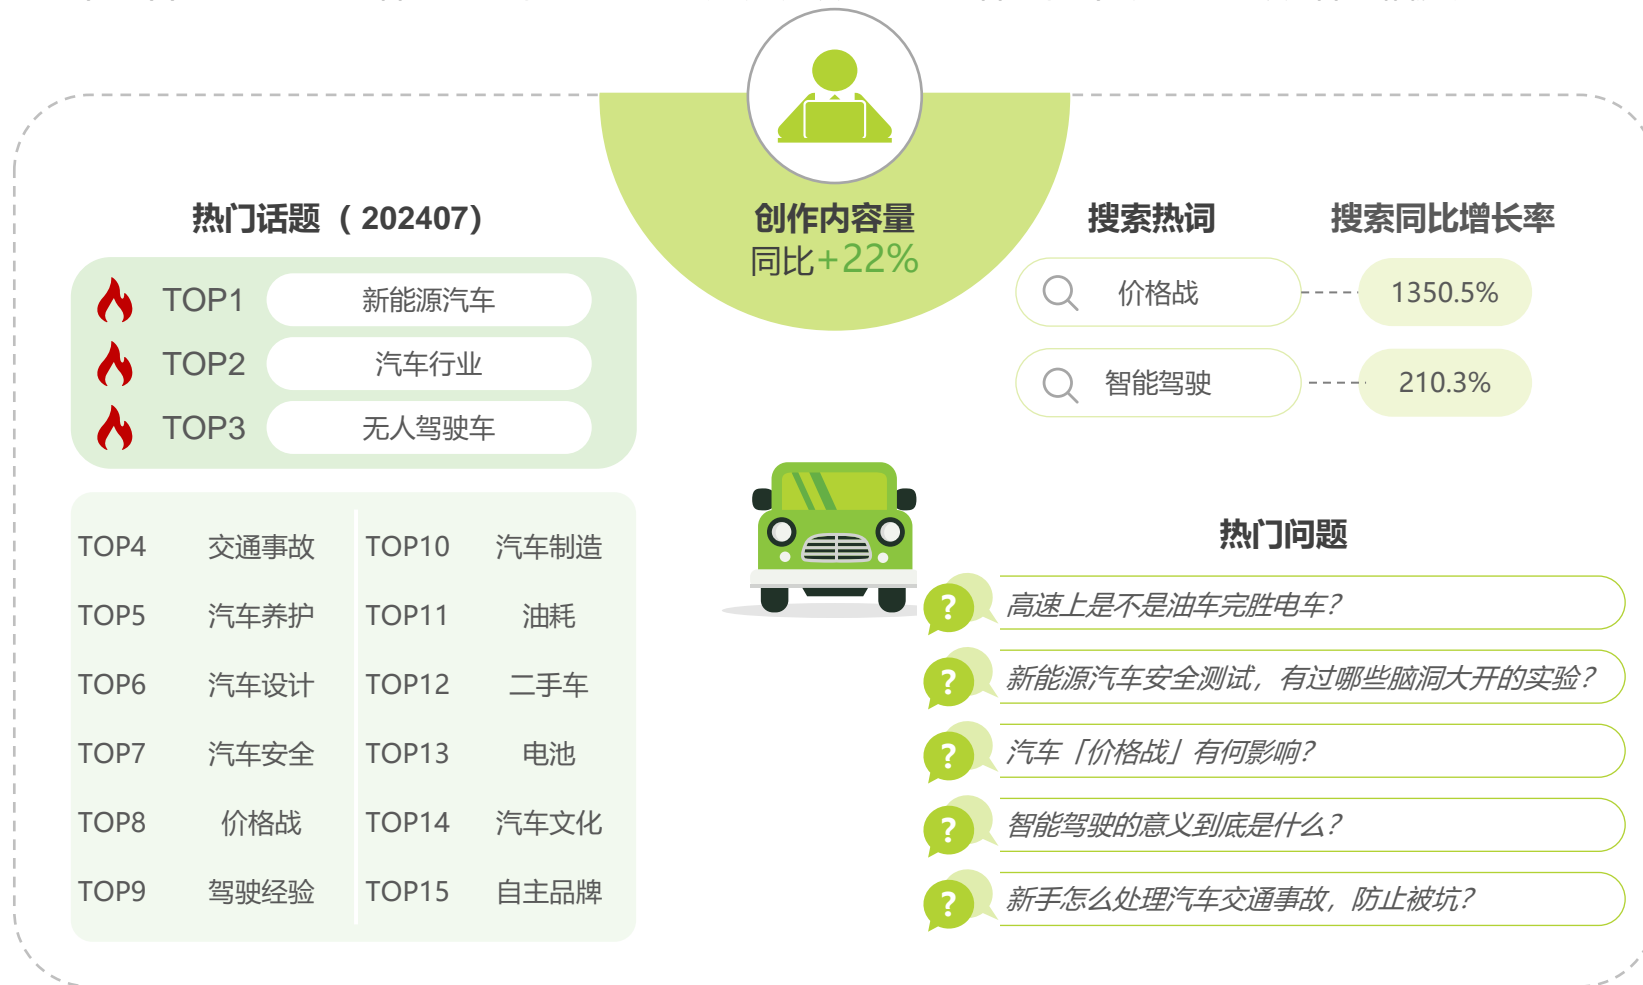 创作内容量
同比+22%
热门话题（ 202407）
TOP1 新能源汽车
TOP2 汽车行业
TOP3 无人驾驶车
TOP4 交通事故 TOP10 汽车制造
TOP5 汽车养护 TOP11 油耗
TOP6 汽车设计 TOP12 二手车
TOP7 汽车安全 TOP13 电池
TOP8 价格战 TOP14 汽车文化
TOP9 驾驶经验 TOP15 自主品牌
搜索热词 搜索同比增长率
价格战 1350.5%
智能驾驶 210.3%
热门问题
? 高速上是不是油车完胜电车？
? 新能源汽车安全测试，有过哪些脑洞大开的实验？
? 汽车「价格战」有何影响？
? 智能驾驶的意义到底是什么？
? 新手怎么处理汽车交通事故，防止被坑？